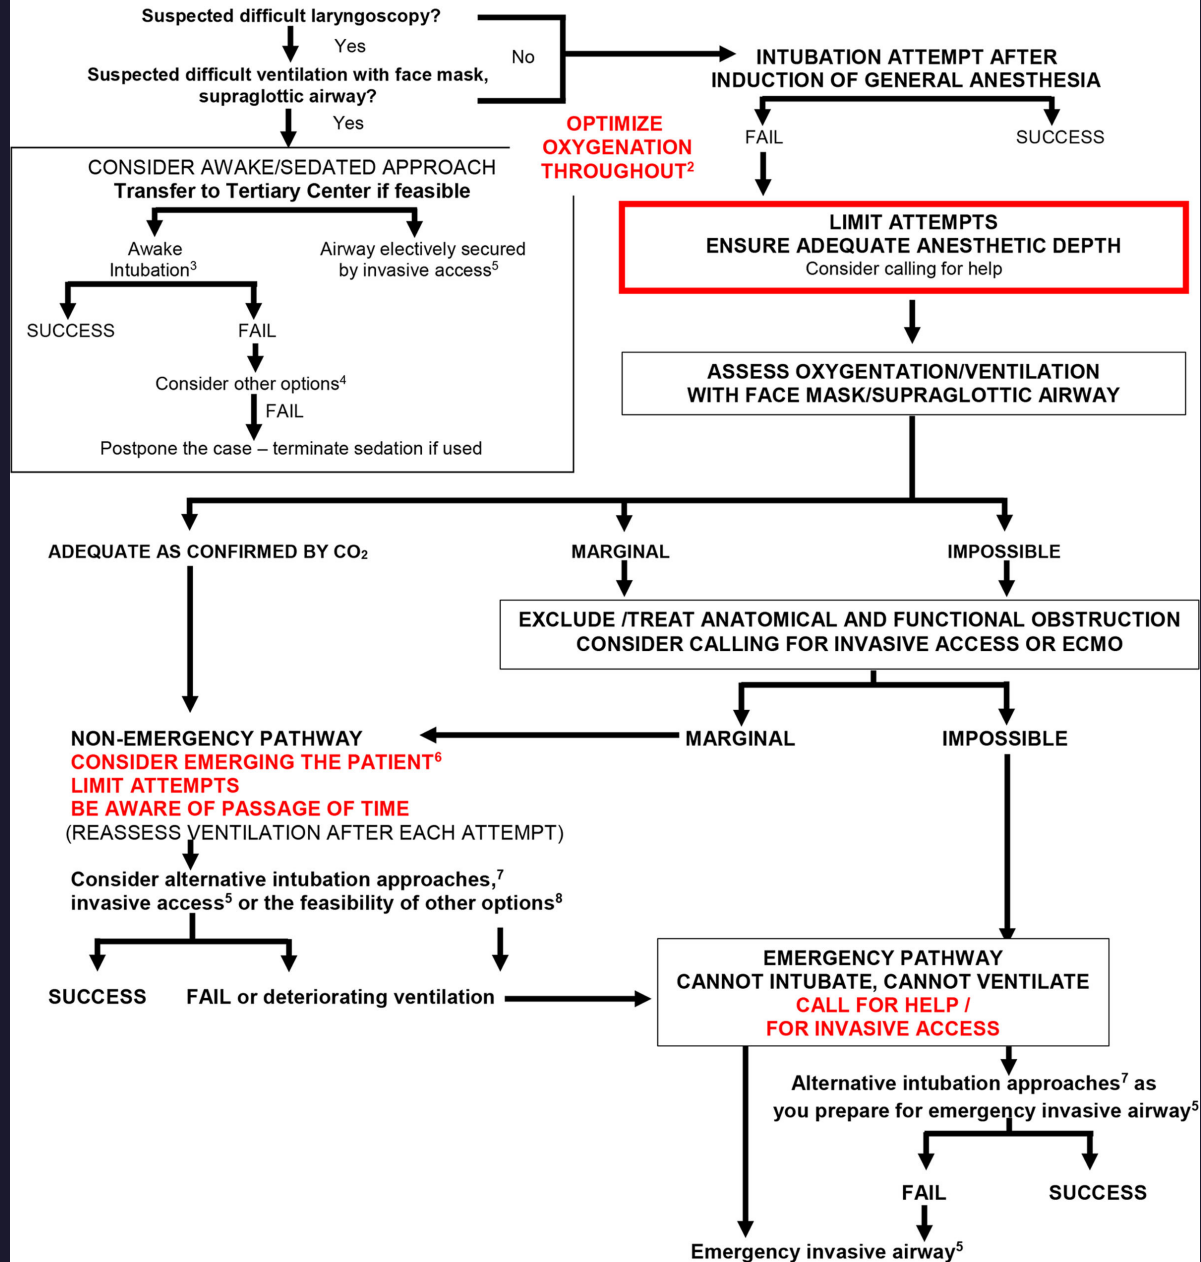 Suspected difficult laryngoscopy?
Yes
No
Suspected difficult ventilation with face mask,
supraglottic airway?
Yes
INTUBATION ATTEMPT AFTER
INDUCTION OF GENERAL ANESTHESIA
FAIL
SUCCESS
OPTIMIZE
OXYGENATION
THROUGHOUT²
CONSIDER AWAKE/SEDATED APPROACH
Transfer to Tertiary Center if feasible
Awake
Intubation³
Airway electively secured
by invasive access⁵
SUCCESS
FAIL
Consider other options⁴
FAIL
Postpone the case – terminate sedation if used
LIMIT ATTEMPTS
ENSURE ADEQUATE ANESTHETIC DEPTH
Consider calling for help
ASSESS OXYGENTATION/VENTILATION
WITH FACE MASK/SUPRAGLOTTIC AIRWAY
ADEQUATE AS CONFIRMED BY CO₂
MARGINAL
IMPOSSIBLE
EXCLUDE /TREAT ANATOMICAL AND FUNCTIONAL OBSTRUCTION
CONSIDER CALLING FOR INVASIVE ACCESS OR ECMO
MARGINAL
IMPOSSIBLE
NON-EMERGENCY PATHWAY
CONSIDER EMERGING THE PATIENT⁶
LIMIT ATTEMPTS
BE AWARE OF PASSAGE OF TIME
(REASSESS VENTILATION AFTER EACH ATTEMPT)
Consider alternative intubation approaches,⁷
invasive access⁵ or the feasibility of other options⁸
SUCCESS
FAIL or deteriorating ventilation
EMERGENCY PATHWAY
CANNOT INTUBATE, CANNOT VENTILATE
CALL FOR HELP /
FOR INVASIVE ACCESS
Alternative intubation approaches⁷ as
you prepare for emergency invasive airway⁵
FAIL
SUCCESS
Emergency invasive airway⁵